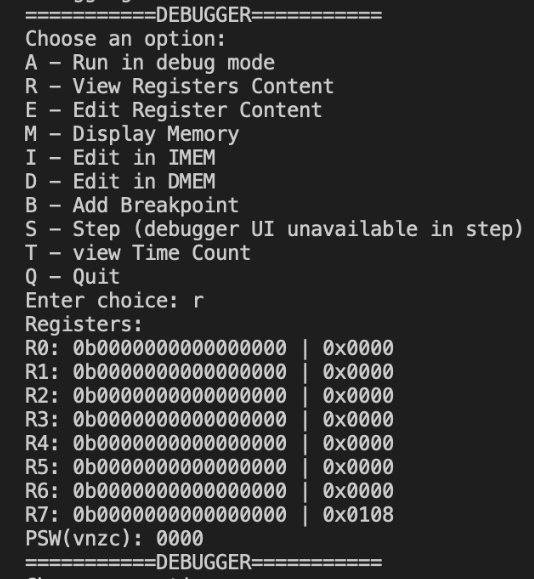 ===========DEBUGGER===========
Choose an option:
A – Run in debug mode
R – View Registers Content
E – Edit Register Content
M – Display Memory
I – Edit in IMEM
D – Edit in DMEM
B – Add Breakpoint
S – Step (debugger UI unavailable in step)
T – view Time Count
Q – Quit
Enter choice: r
Registers:
R0: 0b0000000000000000 | 0x0000
R1: 0b0000000000000000 | 0x0000
R2: 0b0000000000000000 | 0x0000
R3: 0b0000000000000000 | 0x0000
R4: 0b0000000000000000 | 0x0000
R5: 0b0000000000000000 | 0x0000
R6: 0b0000000000000000 | 0x0000
R7: 0b0000000000000000 | 0x0108
PSW(vnzc): 0000
===========DEBUGGER===========